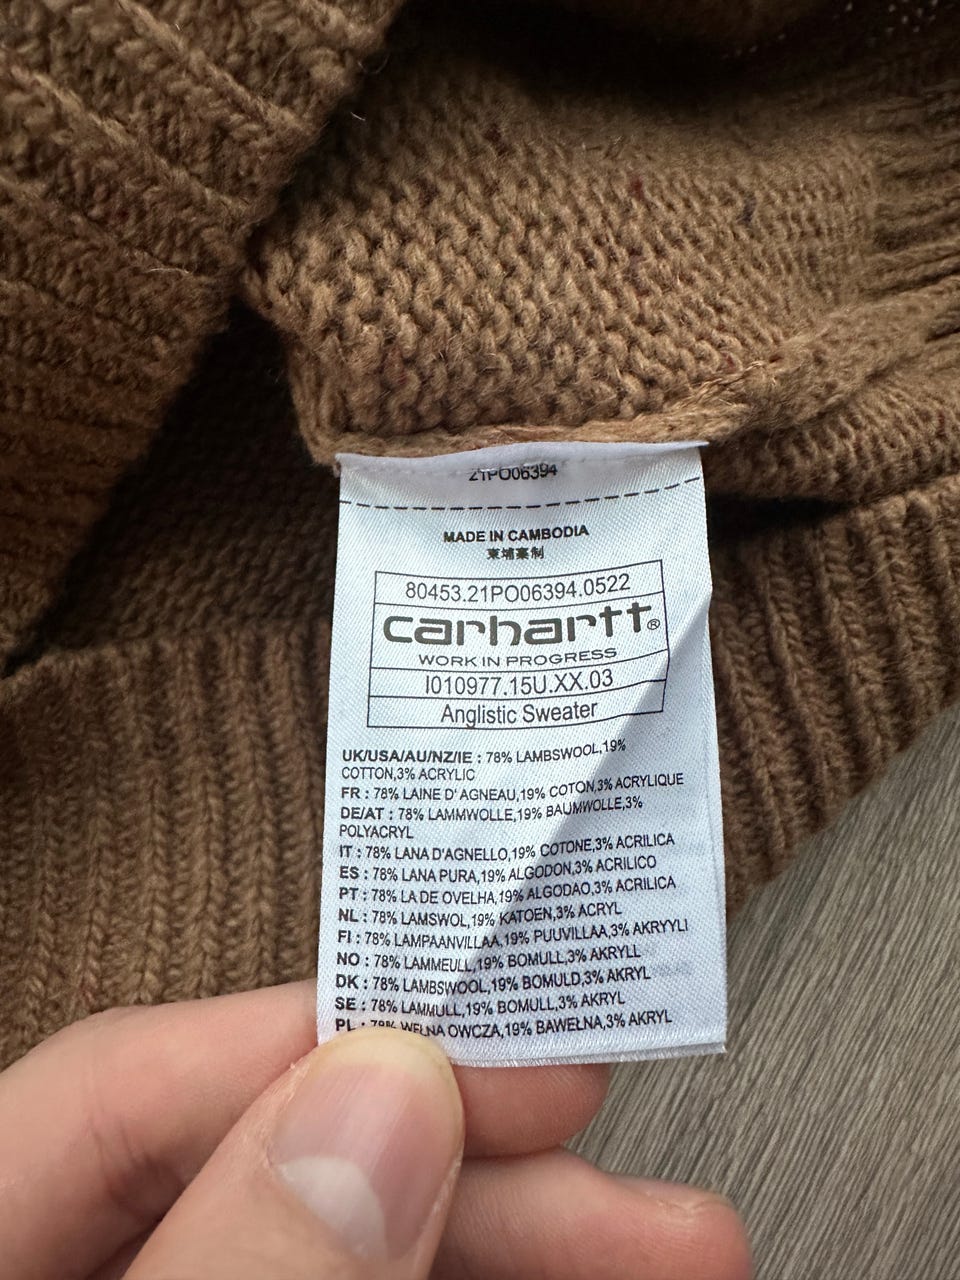 21PO06394
MADE IN CAMBODIA
柬埔寨制
80453.21PO06394.0522
carhartt®
WORK IN PROGRESS
I010977.15U.XX.03
Anglistic Sweater
UK/USA/AU/NZ/IE : 78% LAMBSWOOL,19%
COTTON,3% ACRYLIC
FR : 78% LAINE D' AGNEAU,19% COTON,3% ACRYLIQUE
DE/AT : 78% LAMMWOLLE,19% BAUMWOLLE,3%
POLYACRYL
IT : 78% LANA D'AGNELLO,19% COTONE,3% ACRILICA
ES : 78% LANA PURA,19% ALGODON,3% ACRILICO
PT : 78% LA DE OVELHA,19% ALGODAO,3% ACRILICA
NL : 78% LAMSWOL,19% KATOEN,3% ACRYL
FI : 78% LAMPAANVILLAA,19% PUUVILLAA,3% AKRYYLI
NO : 78% LAMMEULL,19% BOMULL,3% AKRYLL
DK : 78% LAMBSWOOL,19% BOMULD,3% AKRYL
SE : 78% LAMMULL,19% BOMULL,3% AKRYL
PL : 78% WEŁNA OWCZA,19% BAWEŁNA,3% AKRYL